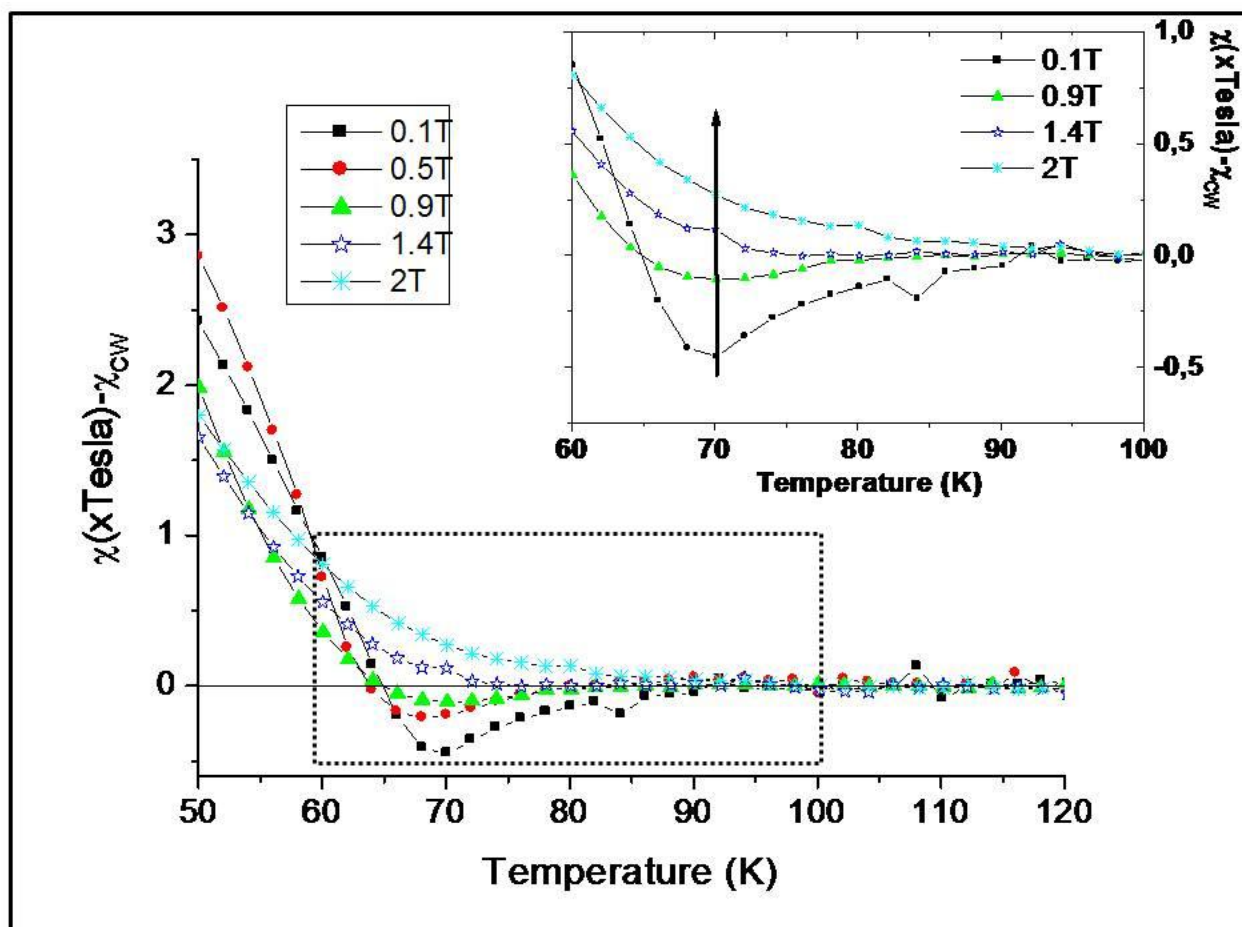 1,0
0,5
0,0
-0,5
χ(xTesla)-χCW
0.1T
0.9T
1.4T
2T
60
70
80
90
100
Temperature (K)
0.1T
0.5T
0.9T
1.4T
2T
3
2
1
0
χ(xTesla)-χCW
50
60
70
80
90
100
110
120
Temperature (K)